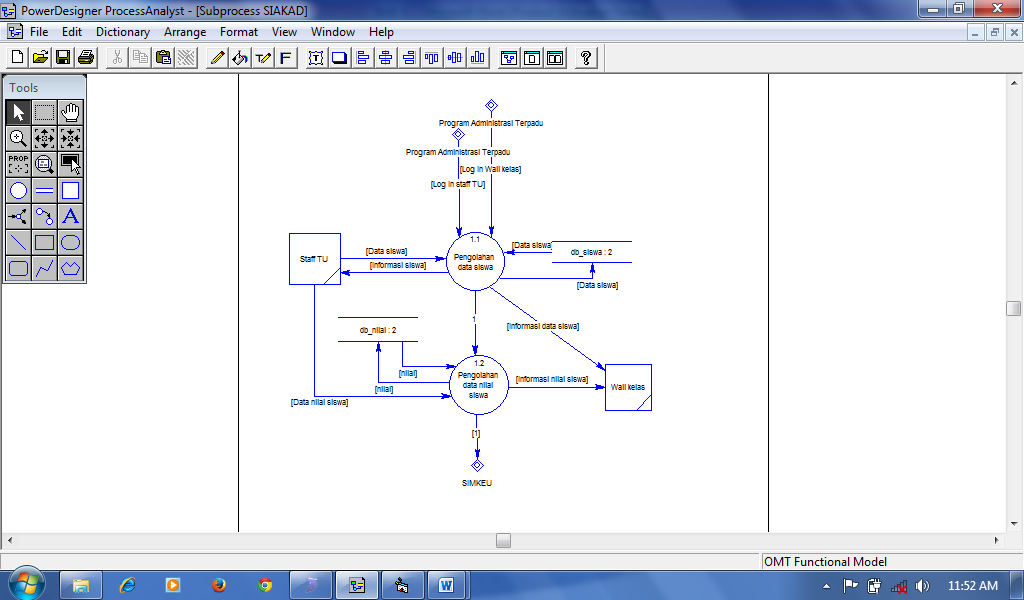 PowerDesigner ProcessAnalyst - [Subprocess SIAKAD]
File Edit Dictionary Arrange Format View Window Help
Tools
PROP
Program Administrasi Terpadu
Program Administrasi Terpadu
[Log in Wali kelas]
[Log in staff TU]
1.1
Pengolahan
data siswa
Staff TU
[Data siswa]
[Informasi siswa]
[Data siswa]
db_siswa : 2
[Data siswa]
1
[Informasi data siswa]
db_nilai : 2
[nilai]
[nilai]
1.2
Pengolahan
data nilai
siswa
[Informasi nilai siswa]
Wali kelas
[Data nilai siswa]
[1]
SIMKEU
OMT Functional Model
11:52 AM